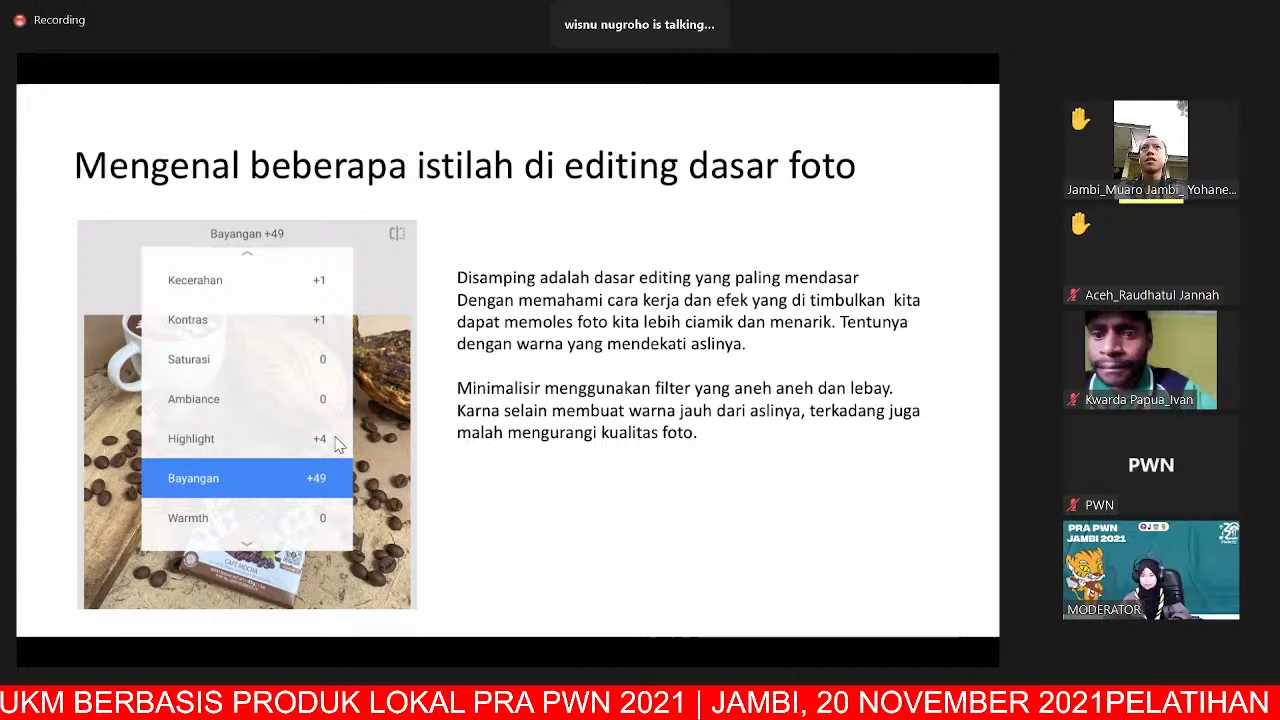 Recording
wisnu nugroho is talking...
Mengenal beberapa istilah di editing dasar foto
Bayangan +49
Kecerahan +1
Kontras +1
Saturasi 0
Ambiance 0
Highlight +4
Bayangan +49
Warmth 0
CAFE MOCHA
Disamping adalah dasar editing yang paling mendasar
Dengan memahami cara kerja dan efek yang di timbulkan kita
dapat memoles foto kita lebih ciamik dan menarik. Tentunya
dengan warna yang mendekati aslinya.
Minimalisir menggunakan filter yang aneh aneh dan lebay.
Karna selain membuat warna jauh dari aslinya, terkadang juga
malah mengurangi kualitas foto.
Jambi_Muaro Jambi_ Yohane...
Aceh_Raudhatul Jannah
Kwarda Papua_Ivan
PWN
PWN
PRA PWN
JAMBI 2021
MODERATOR
UKM BERBASIS PRODUK LOKAL PRA PWN 2021 | JAMBI, 20 NOVEMBER 2021PELATIHAN